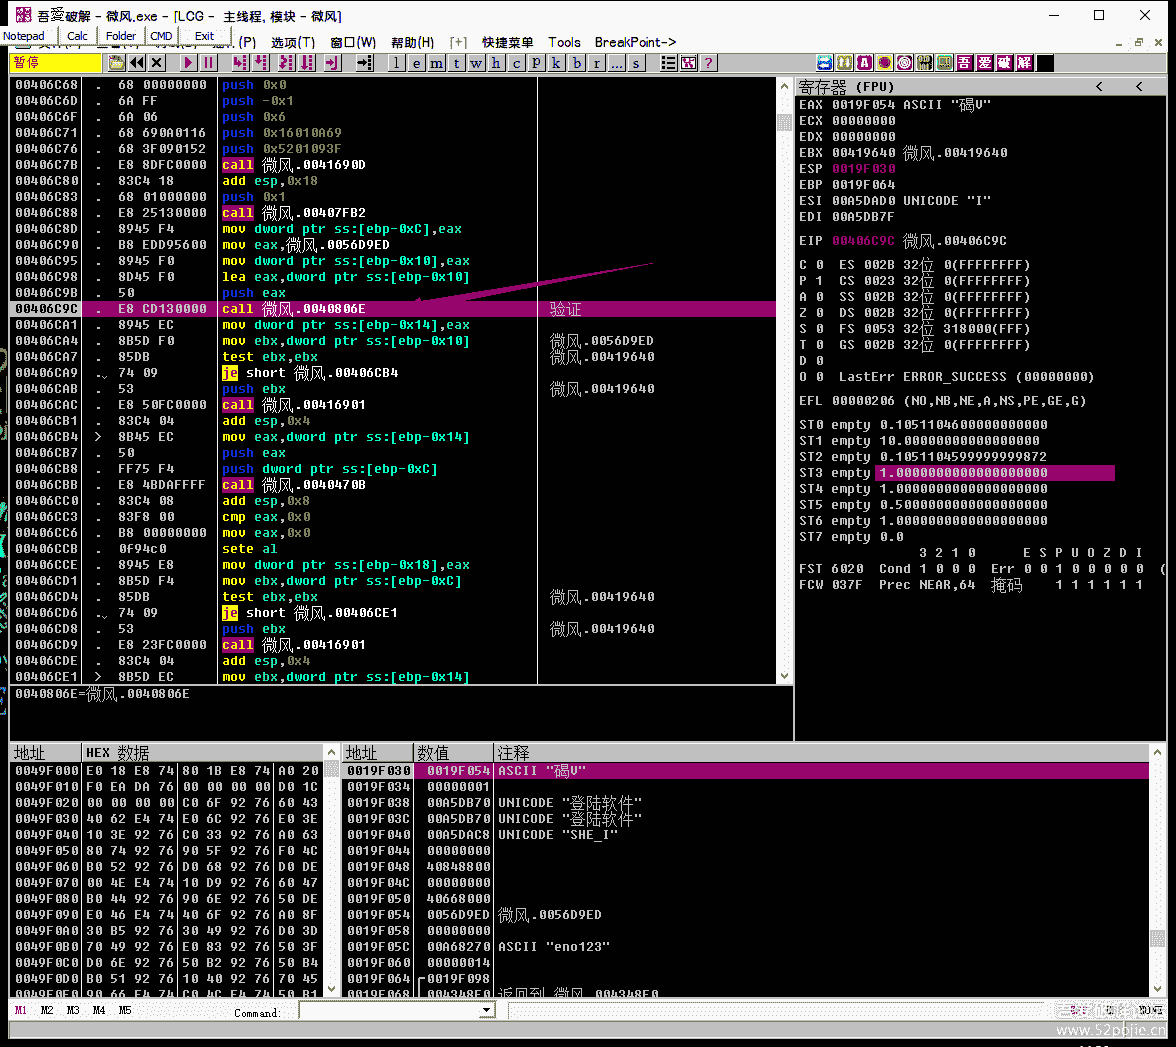 吾愛破解 - 微风.exe - [LCG - 主线程, 模块 - 微风]
Notepad Calc Folder CMD Exit (P) 选项(T) 窗口(W) 帮助(H) [+] 快捷菜单 Tools BreakPoint->
暂停 l e m t w h c p k b r ... s ? 吾 爱 破 解
00406C68 . 68 00000000 push 0x0
00406C6D . 6A FF push -0x1
00406C6F . 6A 06 push 0x6
00406C71 . 68 690A0116 push 0x16010A69
00406C76 . 68 3F090152 push 0x5201093F
00406C7B . E8 8DFC0000 call 微风.0041690D
00406C80 . 83C4 18 add esp,0x18
00406C83 . 68 01000000 push 0x1
00406C88 . E8 25130000 call 微风.00407FB2
00406C8D . 8945 F4 mov dword ptr ss:[ebp-0xC],eax
00406C90 . B8 EDD95600 mov eax,微风.0056D9ED
00406C95 . 8945 F0 mov dword ptr ss:[ebp-0x10],eax
00406C98 . 8D45 F0 lea eax,dword ptr ss:[ebp-0x10]
00406C9B . 50 push eax
00406C9C . E8 CD130000 call 微风.0040806E 验证
00406CA1 . 8945 EC mov dword ptr ss:[ebp-0x14],eax
00406CA4 . 8B5D F0 mov ebx,dword ptr ss:[ebp-0x10] 微风.0056D9ED
00406CA7 . 85DB test ebx,ebx 微风.00419640
00406CA9 . 74 09 je short 微风.00406CB4
00406CAB . 53 push ebx 微风.00419640
00406CAC . E8 50FC0000 call 微风.00416901
00406CB1 . 83C4 04 add esp,0x4
00406CB4 > 8B45 EC mov eax,dword ptr ss:[ebp-0x14]
00406CB7 . 50 push eax
00406CB8 . FF75 F4 push dword ptr ss:[ebp-0xC]
00406CBB . E8 4BDAFFFF call 微风.0040470B
00406CC0 . 83C4 08 add esp,0x8
00406CC3 . 83F8 00 cmp eax,0x0
00406CC6 . B8 00000000 mov eax,0x0
00406CCB . 0f94c0 sete al
00406CCE . 8945 E8 mov dword ptr ss:[ebp-0x18],eax
00406CD1 . 8B5D F4 mov ebx,dword ptr ss:[ebp-0xC]
00406CD4 . 85DB test ebx,ebx 微风.00419640
00406CD6 . 74 09 je short 微风.00406CE1
00406CD8 . 53 push ebx 微风.00419640
00406CD9 . E8 23FC0000 call 微风.00416901
00406CDE . 83C4 04 add esp,0x4
00406CE1 > 8B5D EC mov ebx,dword ptr ss:[ebp-0x14]
0040806E=微风.0040806E
寄存器 (FPU) < <
EAX 0019F054 ASCII "碣V"
ECX 00000000
EDX 00000000
EBX 00419640 微风.00419640
ESP 0019F030
EBP 0019F064
ESI 00A5DAD0 UNICODE "I"
EDI 00A5DB7F
EIP 00406C9C 微风.00406C9C
C 0 ES 002B 32位 0(FFFFFFFF)
P 1 CS 0023 32位 0(FFFFFFFF)
A 0 SS 002B 32位 0(FFFFFFFF)
Z 0 DS 002B 32位 0(FFFFFFFF)
S 0 FS 0053 32位 318000(FFF)
T 0 GS 002B 32位 0(FFFFFFFF)
D 0
O 0 LastErr ERROR_SUCCESS (00000000)
EFL 00000206 (NO,NB,NE,A,NS,PE,GE,G)
ST0 empty 0.1051104600000000000
ST1 empty 10.000000000000000000
ST2 empty 0.1051104599999999872
ST3 empty 1.0000000000000000000
ST4 empty 1.0000000000000000000
ST5 empty 0.5000000000000000000
ST6 empty 1.0000000000000000000
ST7 empty 0.0
3 2 1 0 E S P U O Z D I
FST 6020 Cond 1 0 0 0 Err 0 0 1 0 0 0 0 0 (
FCW 037F Prec NEAR,64 掩码 1 1 1 1 1 1
地址 HEX 数据
0049F000 E0 18 E8 74 80 1B E8 74 A0 20
0049F010 F0 EA DA 76 00 00 00 00 D0 1C
0049F020 00 00 00 00 C0 6F 92 76 60 43
0049F030 40 62 E4 74 E0 6C 92 76 E0 3E
0049F040 10 3E 92 76 C0 33 92 76 A0 63
0049F050 80 74 92 76 90 5F 92 76 F0 4C
0049F060 B0 52 92 76 D0 68 92 76 D0 DE
0049F070 00 4E E4 74 10 D9 92 76 60 47
0049F080 B0 44 92 76 90 6E 92 76 50 DE
0049F090 E0 46 E4 74 40 6F 92 76 A0 8F
0049F0A0 30 B5 92 76 30 49 92 76 D0 3D
0049F0B0 70 49 92 76 E0 83 92 76 50 3F
0049F0C0 D0 6E 92 76 50 B2 92 76 50 B4
0049F0D0 B0 51 92 76 10 40 92 76 70 45
0049F0E0 90 66 E4 74 C0 4C E4 74 50 B1
地址 数值 注释
0019F030 0019F054 ASCII "碣V"
0019F034 00000001
0019F038 00A5DB70 UNICODE "登陆软件"
0019F03C 00A5DB70 UNICODE "登陆软件"
0019F040 00A5DAC8 UNICODE "SHE_I"
0019F044 00000000
0019F048 40848800
0019F04C 00000000
0019F050 40668000
0019F054 0056D9ED 微风.0056D9ED
0019F058 00000000
0019F05C 00A68270 ASCII "eno123"
0019F060 00000014
0019F064 0019F098
0019F068 004348F0 返回到 微风.004348F0
M1 M2 M3 M4 M5 Command:
www.52pojie.cn